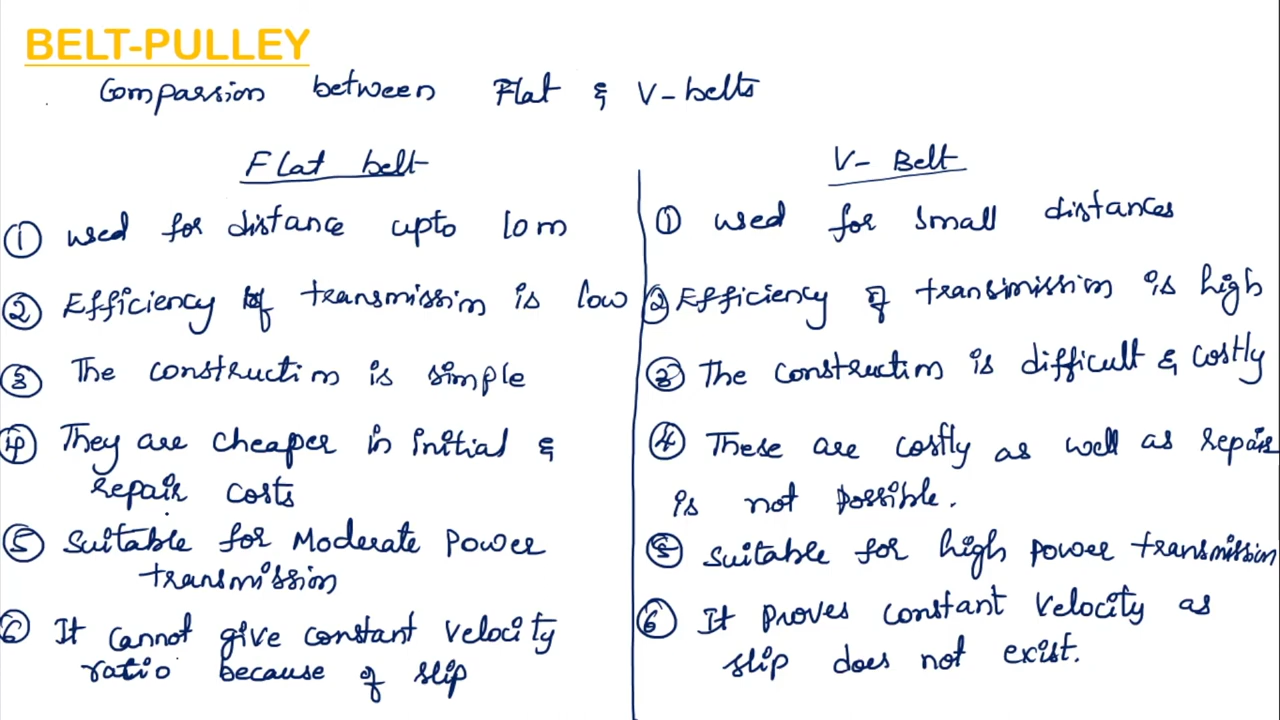 BELT-PULLEY
Compassion between Flat & V-belts
Flat belt
① used for distance upto 10m
② Efficiency of transmission is low
③ The construction is simple
④ They are cheaper in initial &
repair costs
⑤ Suitable for Moderate Power
transmission
⑥ It cannot give constant velocity
ratio because of slip
V- Belt
① used for small distances
② Efficiency of transimission is high
③ The construction is difficult & costly
④ These are costly as well as repair
is not possible.
⑤ Suitable for high power transmission
⑥ It proves constant velocity as
slip does not exist.